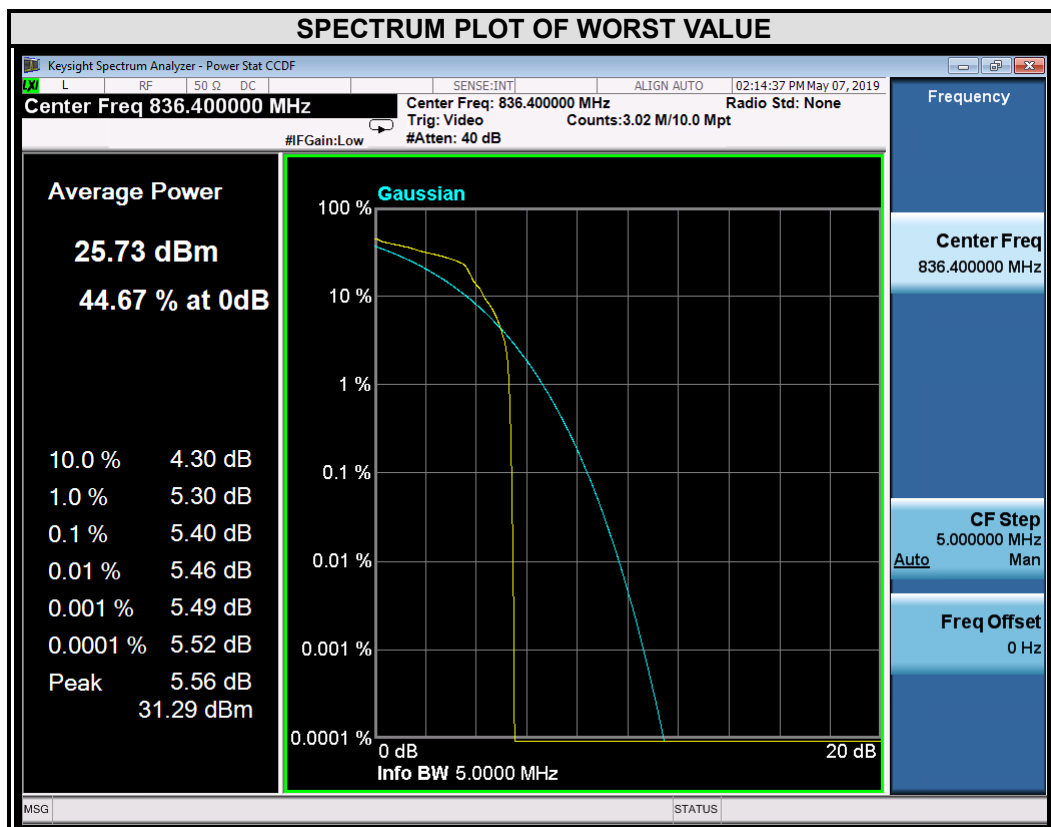 SPECTRUM PLOT OF WORST VALUE
Keysight Spectrum Analyzer - Power Stat CCDF
LXI L RF 50 Ω DC SENSE:INT ALIGN AUTO 02:14:37 PM May 07, 2019
Center Freq 836.400000 MHz
#IFGain:Low
Center Freq: 836.400000 MHz Radio Std: None
Trig: Video Counts:3.02 M/10.0 Mpt
#Atten: 40 dB
Average Power
25.73 dBm
44.67 % at 0dB
10.0 % 4.30 dB
1.0 % 5.30 dB
0.1 % 5.40 dB
0.01 % 5.46 dB
0.001 % 5.49 dB
0.0001 % 5.52 dB
Peak 5.56 dB
31.29 dBm
Gaussian
100 %
10 %
1 %
0.1 %
0.01 %
0.001 %
0.0001 %
0 dB 20 dB
Info BW 5.0000 MHz
Frequency
Center Freq
836.400000 MHz
CF Step
5.000000 MHz
Auto Man
Freq Offset
0 Hz
MSG STATUS